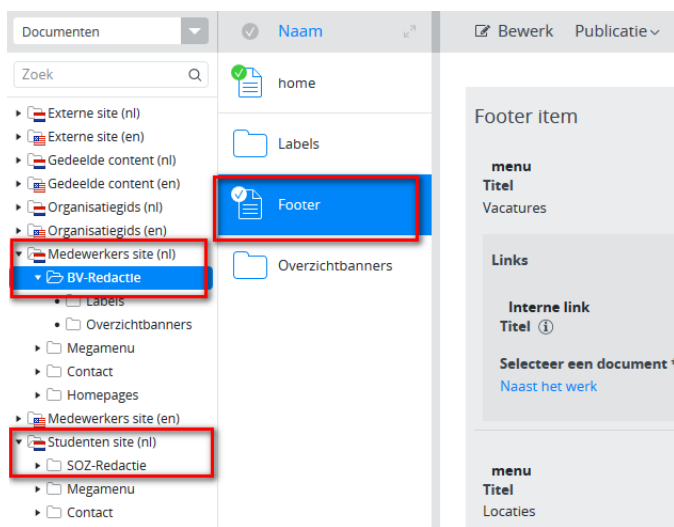 Documenten
Zoek
Externe site (nl)
Externe site (en)
Gedeelde content (nl)
Gedeelde content (en)
Organisatiegids (nl)
Organisatiegids (en)
Medewerkers site (nl)
BV-Redactie
Labels
Overzichtbanners
Megamenu
Contact
Homepages
Medewerkers site (en)
Studenten site (nl)
SOZ-Redactie
Megamenu
Contact
Naam
home
Labels
Footer
Overzichtbanners
Bewerk Publicatie
Footer item
menu
Titel
Vacatures
Links
Interne link
Titel
Selecteer een document *
Naast het werk
menu
Titel
Locaties